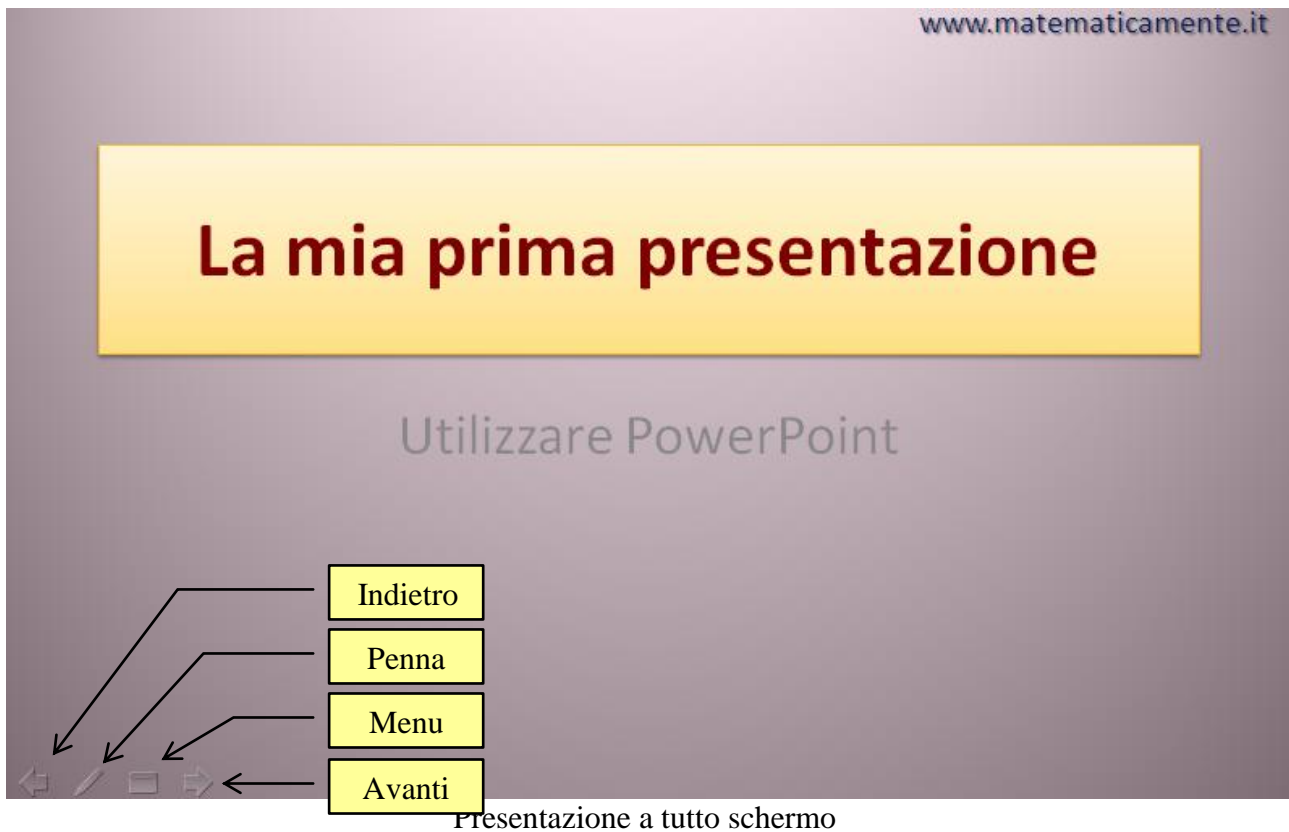 www.matematicamente.it
La mia prima presentazione
Utilizzare PowerPoint
Indietro
Penna
Menu
Avanti
Presentazione a tutto schermo